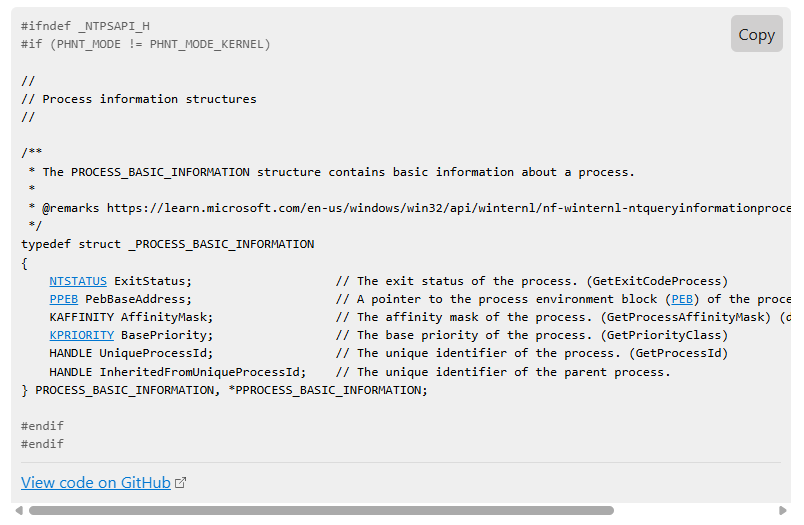 #ifndef _NTPSAPI_H
#if (PHNT_MODE != PHNT_MODE_KERNEL)
Copy
//
// Process information structures
//
/**
 * The PROCESS_BASIC_INFORMATION structure contains basic information about a process.
 *
 * @remarks https://learn.microsoft.com/en-us/windows/win32/api/winternl/nf-winternl-ntqueryinformationproce
 */
typedef struct _PROCESS_BASIC_INFORMATION
{
    NTSTATUS ExitStatus;                    // The exit status of the process. (GetExitCodeProcess)
    PPEB PebBaseAddress;                    // A pointer to the process environment block (PEB) of the proce
    KAFFINITY AffinityMask;                 // The affinity mask of the process. (GetProcessAffinityMask) (d
    KPRIORITY BasePriority;                 // The base priority of the process. (GetPriorityClass)
    HANDLE UniqueProcessId;                 // The unique identifier of the process. (GetProcessId)
    HANDLE InheritedFromUniqueProcessId;    // The unique identifier of the parent process.
} PROCESS_BASIC_INFORMATION, *PPROCESS_BASIC_INFORMATION;
#endif
#endif
View code on GitHub